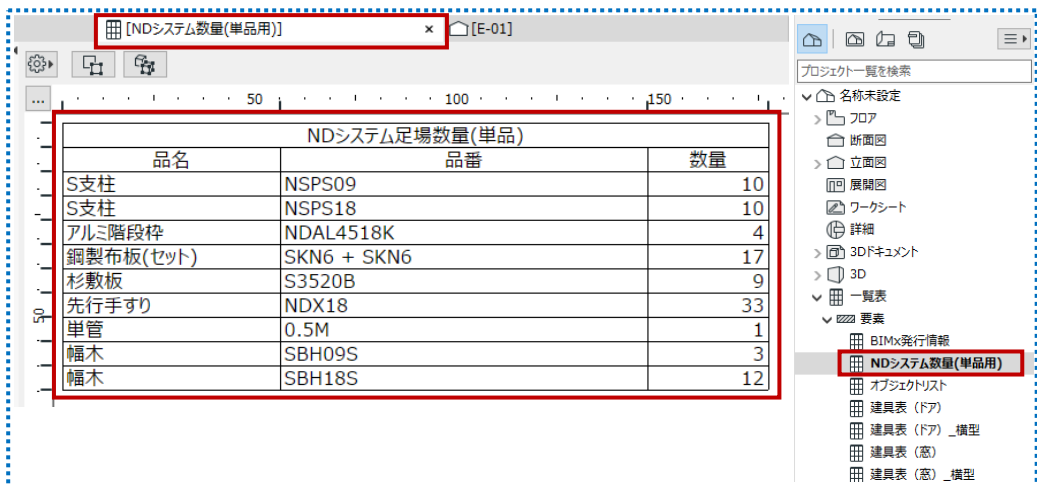 [NDシステム数量(単品用)] × [E-01]
...
50 100 150
50
NDシステム足場数量(単品)
品名 品番 数量
S支柱 NSPS09 10
S支柱 NSPS18 10
アルミ階段枠 NDAL4518K 4
鋼製布板(セット) SKN6 + SKN6 17
杉敷板 S3520B 9
先行手すり NDX18 33
単管 0.5M 1
幅木 SBH09S 3
幅木 SBH18S 12
プロジェクト一覧を検索
名称未設定
フロア
断面図
立面図
展開図
ワークシート
詳細
3Dドキュメント
3D
一覧表
要素
BIMx発行情報
NDシステム数量(単品用)
オブジェクトリスト
建具表（ドア）
建具表（ドア）_横型
建具表（窓）
建具表（窓）_横型